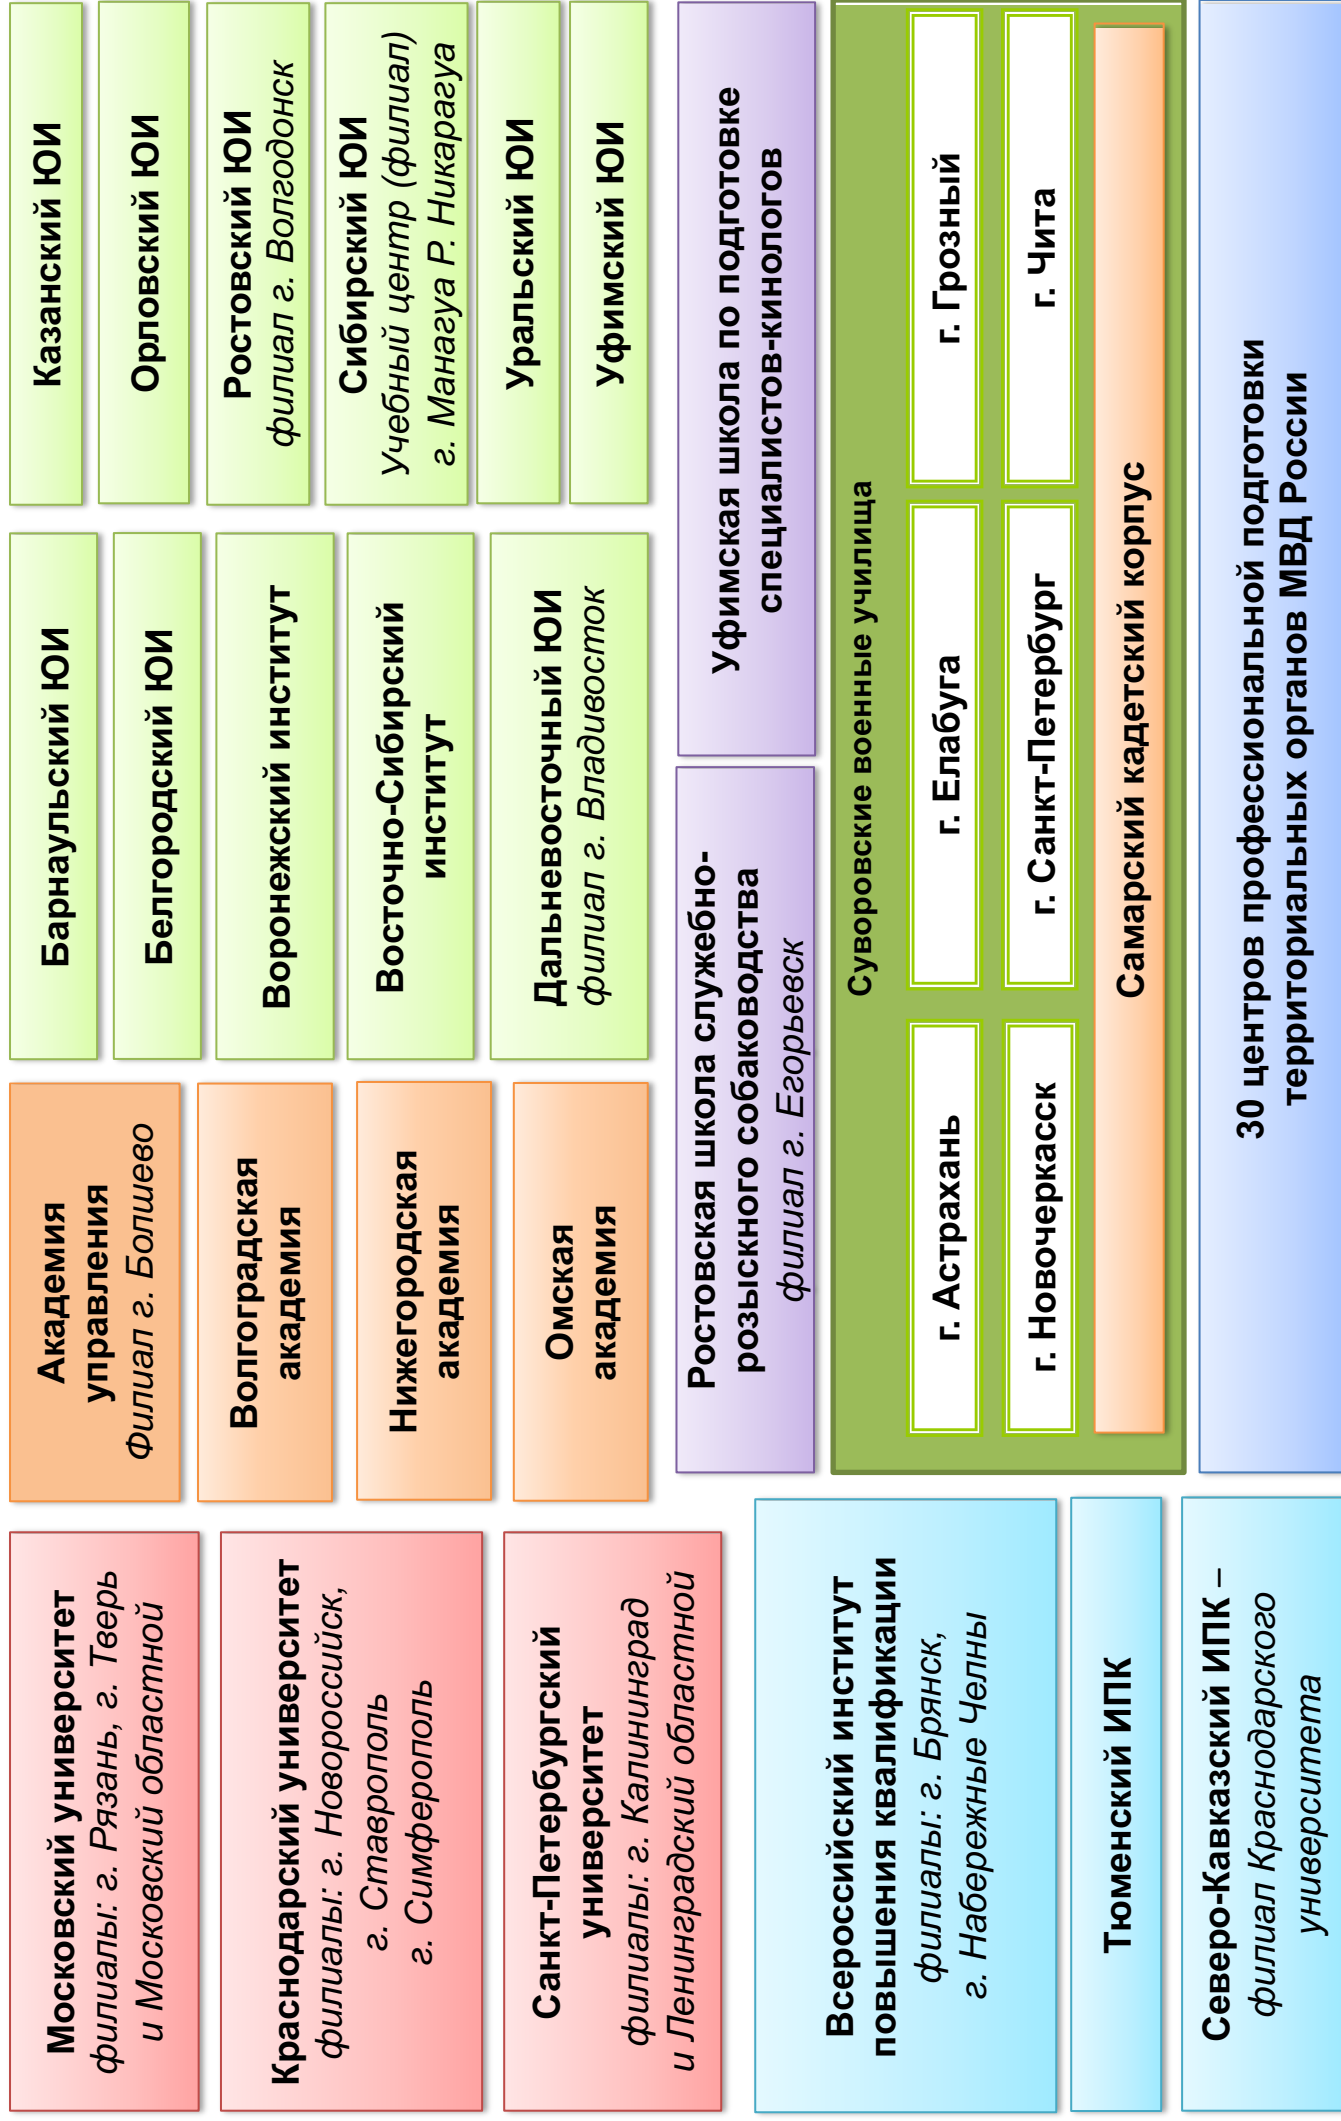 Московский университет
филиалы: г. Рязань, г. Тверь
и Московский областной
Краснодарский университет
филиалы: г. Новороссийск,
г. Ставрополь
г. Симферополь
Санкт-Петербургский
университет
филиалы: г. Калининград
и Ленинградский областной
Всероссийский институт
повышения квалификации
филиалы: г. Брянск,
г. Набережные Челны
Тюменский ИПК
Северо-Кавказский ИПК –
филиал Краснодарского
университета
Академия
управления
Филиал г. Болшево
Волгоградская
академия
Нижегородская
академия
Омская
академия
Барнаульский ЮИ
Белгородский ЮИ
Воронежский институт
Восточно-Сибирский
институт
Дальневосточный ЮИ
филиал г. Владивосток
Казанский ЮИ
Орловский ЮИ
Ростовский ЮИ
филиал г. Волгодонск
Сибирский ЮИ
Учебный центр (филиал)
г. Манагуа Р. Никарагуа
Уральский ЮИ
Уфимский ЮИ
Ростовская школа служебно-
розыскного собаководства
филиал г. Егорьевск
Уфимская школа по подготовке
специалистов-кинологов
Суворовские военные училища
г. Астрахань
г. Елабуга
г. Грозный
г. Новочеркасск
г. Санкт-Петербург
г. Чита
Самарский кадетский корпус
30 центров профессиональной подготовки
территориальных органов МВД России